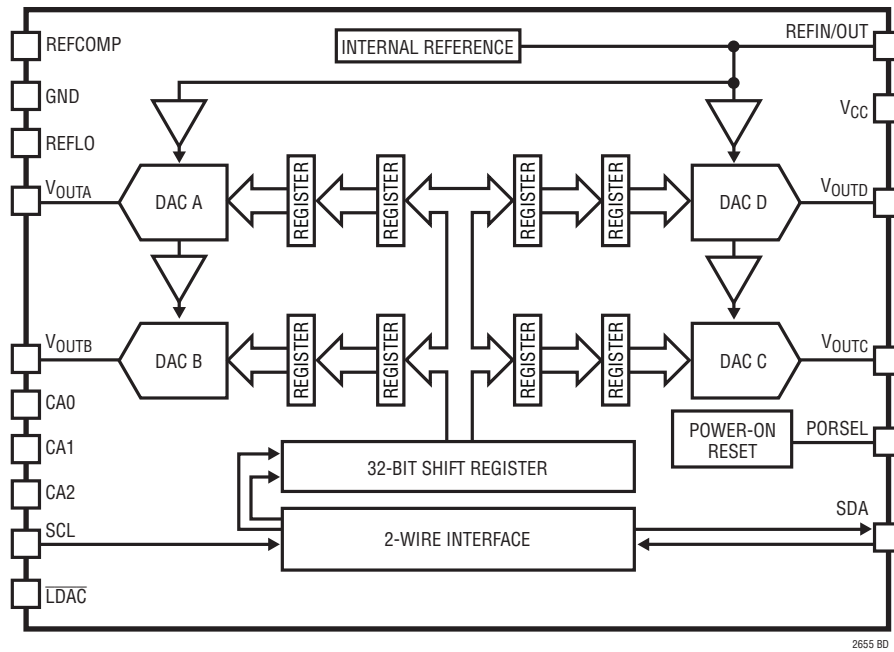 REFCOMP
INTERNAL REFERENCE
REFIN/OUT
GND
VCC
REFLO
VOUTA
DAC A
REGISTER
REGISTER
REGISTER
REGISTER
DAC D
VOUTD
VOUTB
DAC B
REGISTER
REGISTER
REGISTER
REGISTER
DAC C
VOUTC
CA0
CA1
32-BIT SHIFT REGISTER
POWER-ON
RESET
PORSEL
CA2
SCL
2-WIRE INTERFACE
SDA
LDAC
2655 BD